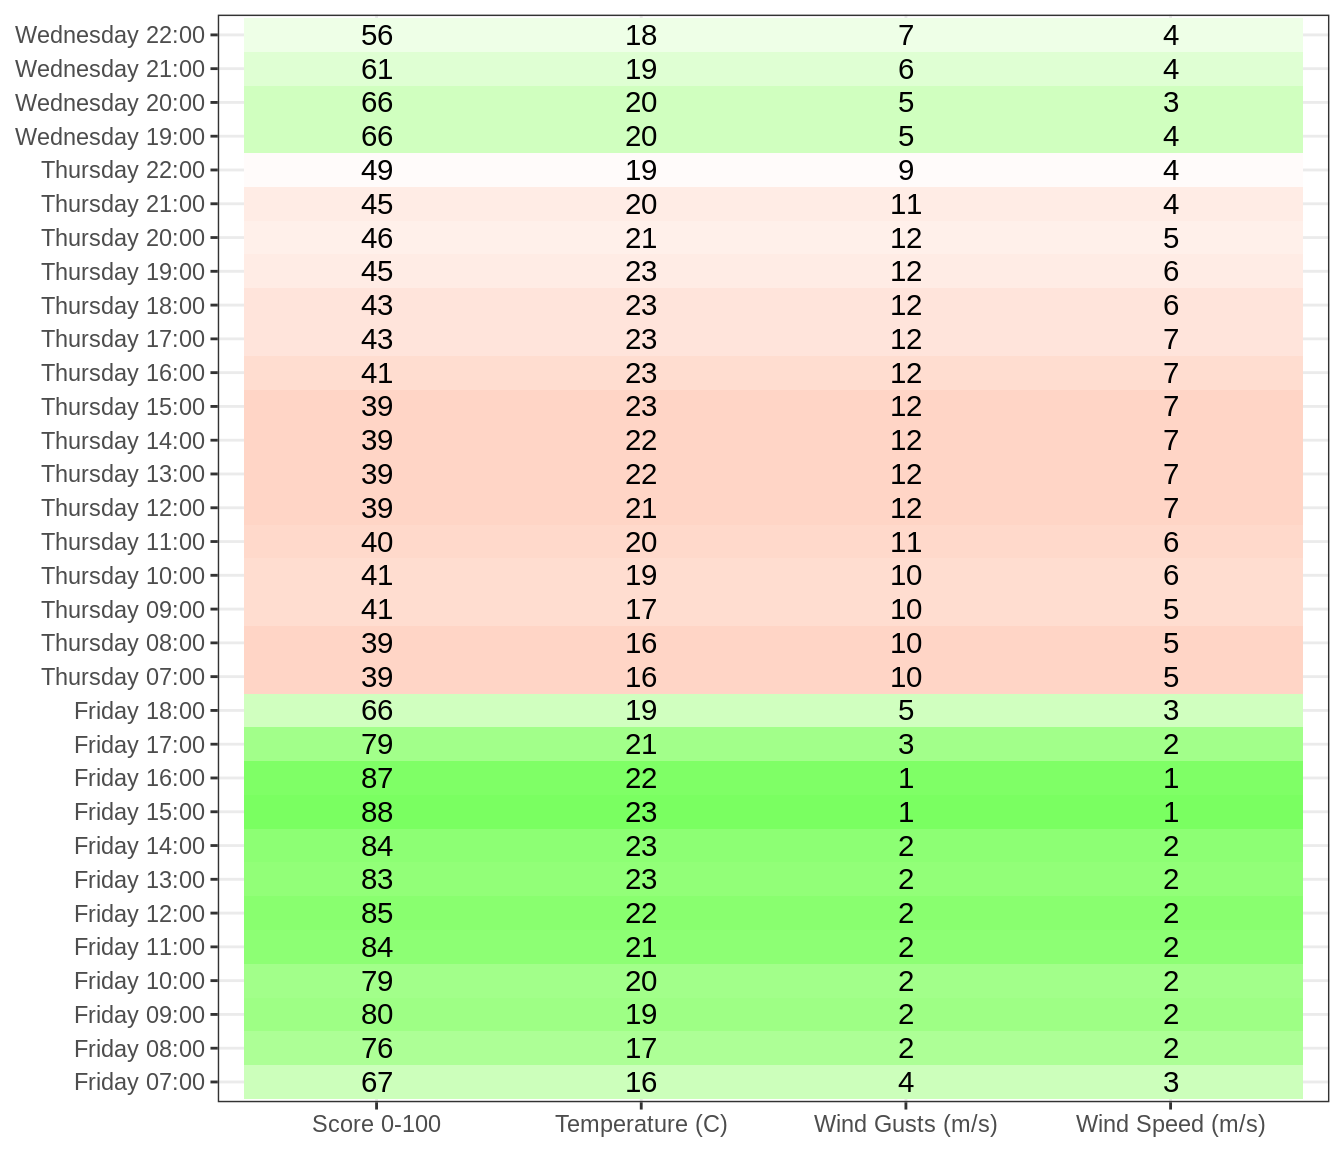 Wednesday 22:00 56 18 7 4
Wednesday 21:00 61 19 6 4
Wednesday 20:00 66 20 5 3
Wednesday 19:00 66 20 5 4
Thursday 22:00 49 19 9 4
Thursday 21:00 45 20 11 4
Thursday 20:00 46 21 12 5
Thursday 19:00 45 23 12 6
Thursday 18:00 43 23 12 6
Thursday 17:00 43 23 12 7
Thursday 16:00 41 23 12 7
Thursday 15:00 39 23 12 7
Thursday 14:00 39 22 12 7
Thursday 13:00 39 22 12 7
Thursday 12:00 39 21 12 7
Thursday 11:00 40 20 11 6
Thursday 10:00 41 19 10 6
Thursday 09:00 41 17 10 5
Thursday 08:00 39 16 10 5
Thursday 07:00 39 16 10 5
Friday 18:00 66 19 5 3
Friday 17:00 79 21 3 2
Friday 16:00 87 22 1 1
Friday 15:00 88 23 1 1
Friday 14:00 84 23 2 2
Friday 13:00 83 23 2 2
Friday 12:00 85 22 2 2
Friday 11:00 84 21 2 2
Friday 10:00 79 20 2 2
Friday 09:00 80 19 2 2
Friday 08:00 76 17 2 2
Friday 07:00 67 16 4 3
Score 0-100 Temperature (C) Wind Gusts (m/s) Wind Speed (m/s)